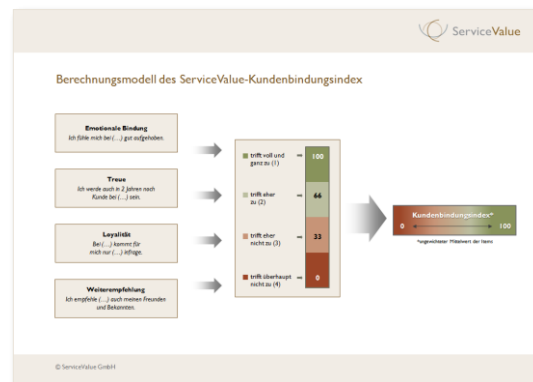 ServiceValue
Berechnungsmodell des ServiceValue-Kundenbindungsindex
Emotionale Bindung
Ich fühle mich bei (...) gut aufgehoben.
Treue
Ich werde auch in 2 Jahren noch
Kunde bei (...) sein.
Loyalität
Bei (...) kommt für
mich nur (...) infrage.
Weiterempfehlung
Ich empfehle (...) auch meinen Freunden
und Bekannten.
trifft voll und
ganz zu (1)
100
trifft eher
zu (2)
66
trifft eher
nicht zu (3)
33
trifft überhaupt
nicht zu (4)
0
Kundenbindungsindex*
0 100
*ungewichteter Mittelwert der Items
© ServiceValue GmbH